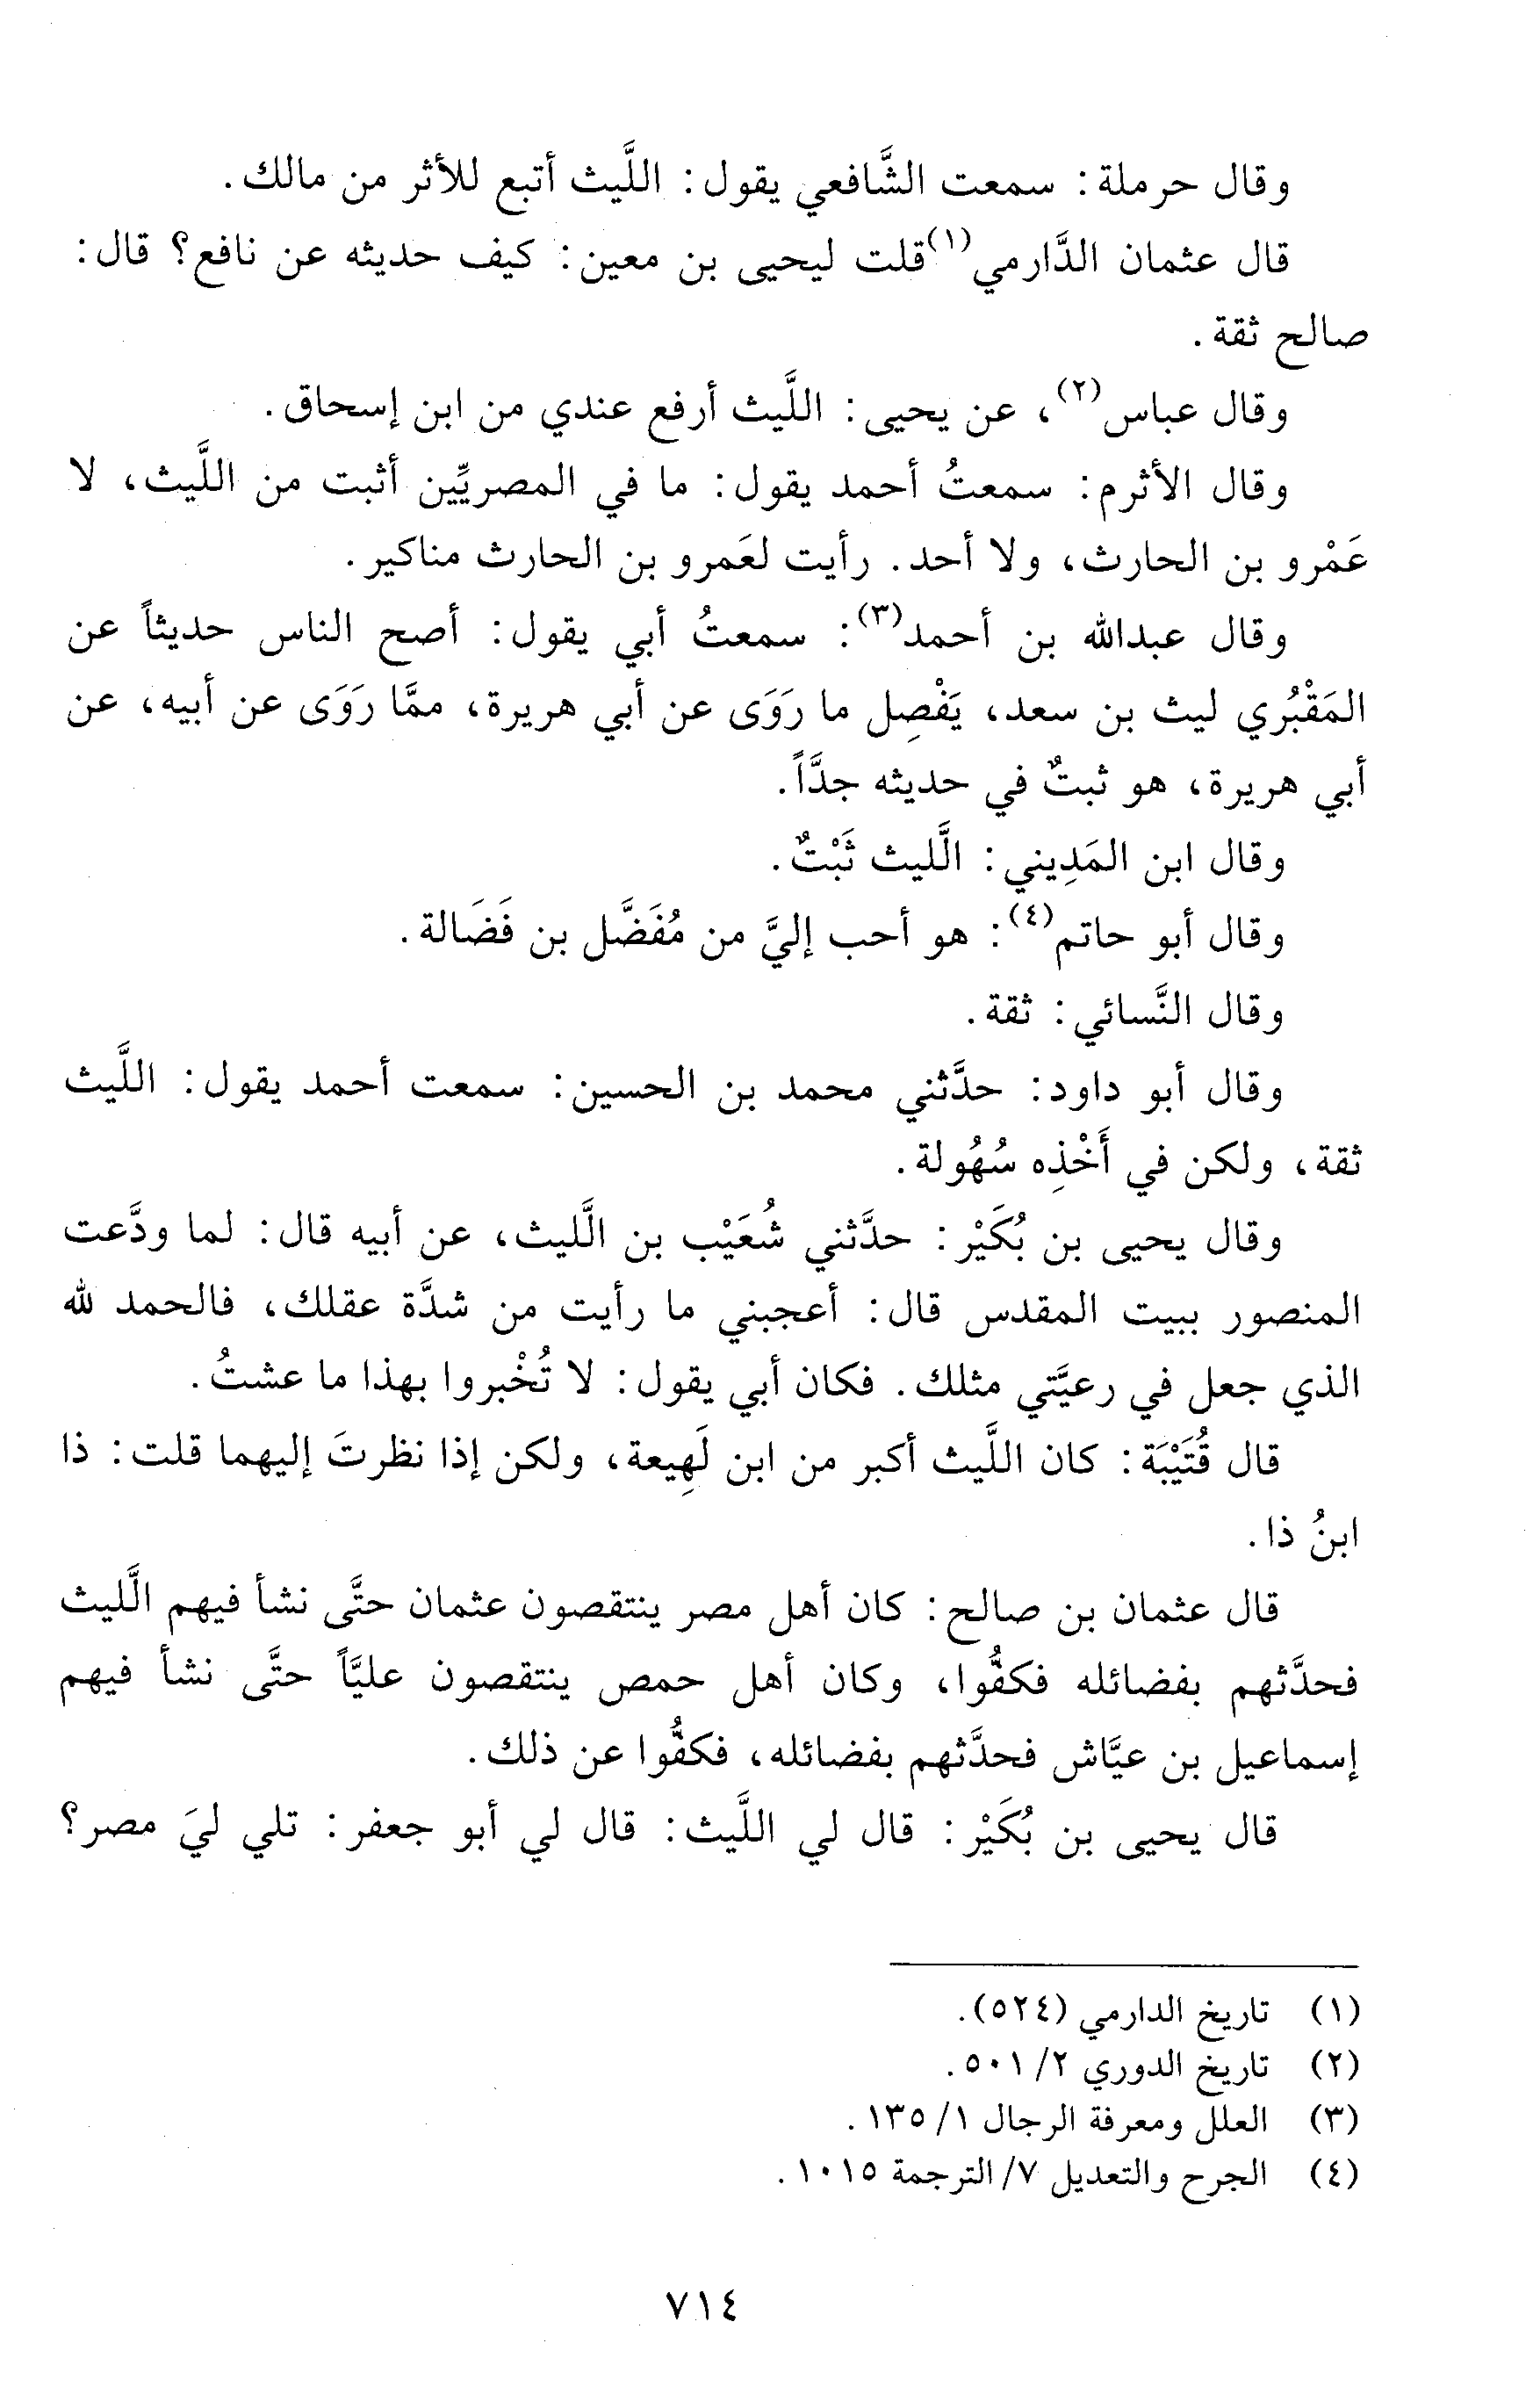 وقال حرملة: سمعت الشَّافعي يقول: اللَّيث أتبع للأثر من مالك.
قال عثمان الدَّارمي(١) قلت ليحيى بن معين: كيف حديثه عن نافع؟ قال:
صالح ثقة.
وقال عباس(٢)، عن يحيى: اللَّيث أرفع عندي من ابن إسحاق.
وقال الأثرم: سمعتُ أحمد يقول: ما في المصريِّين أثبت من اللَّيث، لا
عَمْرو بن الحارث، ولا أحد. رأيت لعَمرو بن الحارث مناكير.
وقال عبدالله بن أحمد(٣): سمعتُ أبي يقول: أصح الناس حديثاً عن
المَقْبُري ليث بن سعد، يَفْصِل ما رَوَى عن أبي هريرة، ممَّا رَوَى عن أبيه، عن
أبي هريرة، هو ثبتٌ في حديثه جدَّاً.
وقال ابن المَدِيني: الَّليث ثَبْتٌ.
وقال أبو حاتم(٤): هو أحب إليَّ من مُفَضَّل بن فَضَالة.
وقال النَّسائي: ثقة.
وقال أبو داود: حدَّثني محمد بن الحسين: سمعت أحمد يقول: اللَّيث
ثقة، ولكن في أَخْذِه سُهُولة.
وقال يحيى بن بُكَيْر: حدَّثني شُعَيْب بن الَّليث، عن أبيه قال: لما ودَّعت
المنصور ببيت المقدس قال: أعجبني ما رأيت من شدَّة عقلك، فالحمد لله
الذي جعل في رعيَّتي مثلك. فكان أبي يقول: لا تُخْبروا بهذا ما عشتُ.
قال قُتَيْبَة: كان اللَّيث أكبر من ابن لَهِيعة، ولكن إذا نظرتَ إليهما قلت: ذا
ابنُ ذا.
قال عثمان بن صالح: كان أهل مصر ينتقصون عثمان حتَّى نشأ فيهم الَّليث
فحدَّثهم بفضائله فكفُّوا، وكان أهل حمص ينتقصون عليَّاً حتَّى نشأ فيهم
إسماعيل بن عيَّاش فحدَّثهم بفضائله، فكفُّوا عن ذلك.
قال يحيى بن بُكَيْر: قال لي اللَّيث: قال لي أبو جعفر: تلي ليَ مصر؟
(١) تاريخ الدارمي (٥٢٤).
(٢) تاريخ الدوري ٢/ ٥٠١.
(٣) العلل ومعرفة الرجال ١/ ١٣٥.
(٤) الجرح والتعديل ٧/ الترجمة ١٠١٥.
٧١٤